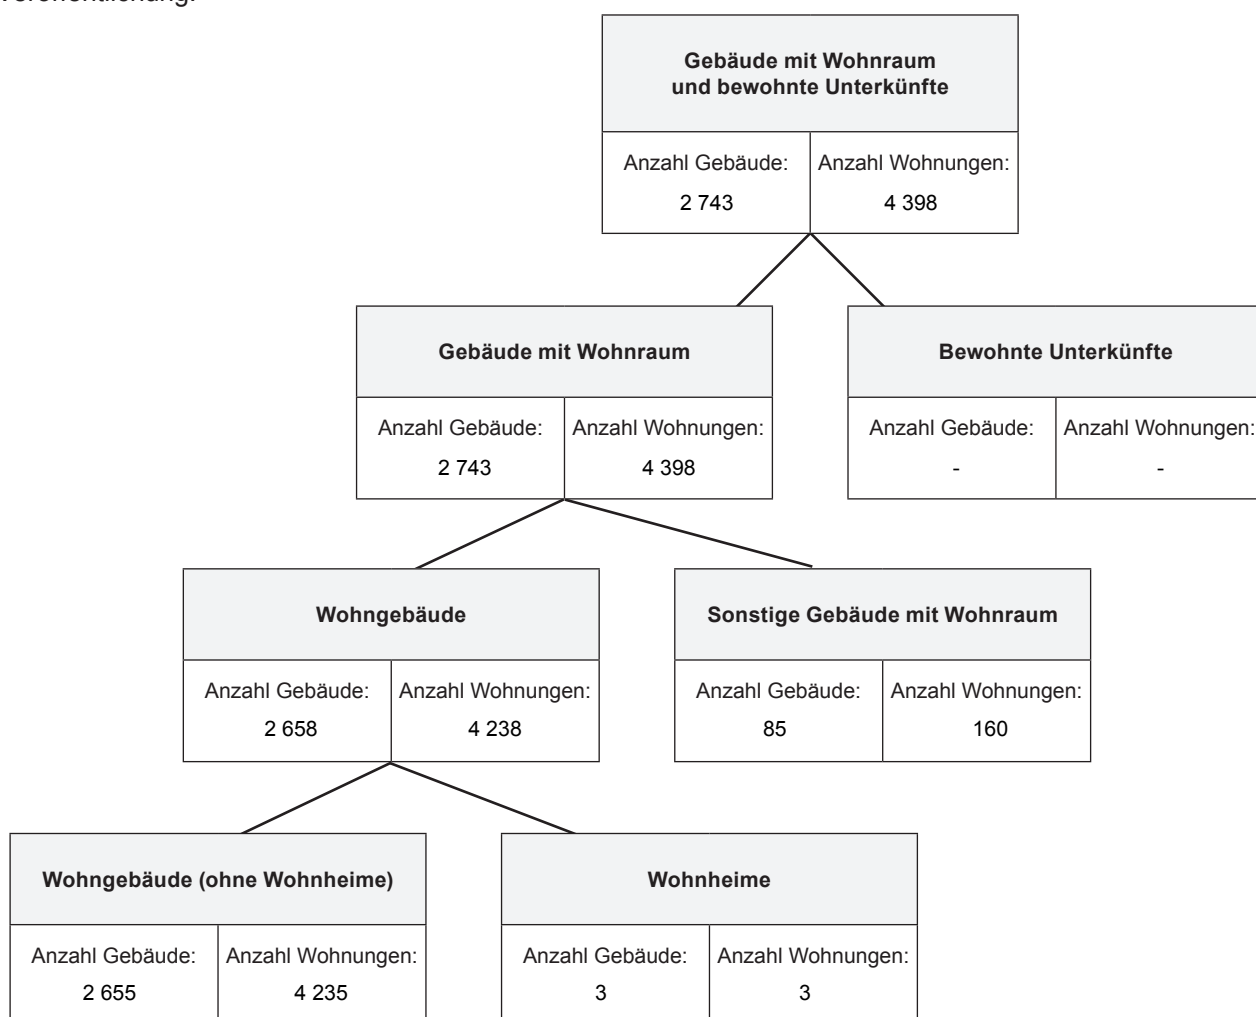 Veröffentlichung.
Gebäude mit Wohnraum
und bewohnte Unterkünfte
Anzahl Gebäude: Anzahl Wohnungen:
2 743 4 398
Gebäude mit Wohnraum Bewohnte Unterkünfte
Anzahl Gebäude: Anzahl Wohnungen: Anzahl Gebäude: Anzahl Wohnungen:
2 743 4 398 - -
Wohngebäude Sonstige Gebäude mit Wohnraum
Anzahl Gebäude: Anzahl Wohnungen: Anzahl Gebäude: Anzahl Wohnungen:
2 658 4 238 85 160
Wohngebäude (ohne Wohnheime) Wohnheime
Anzahl Gebäude: Anzahl Wohnungen: Anzahl Gebäude: Anzahl Wohnungen:
2 655 4 235 3 3